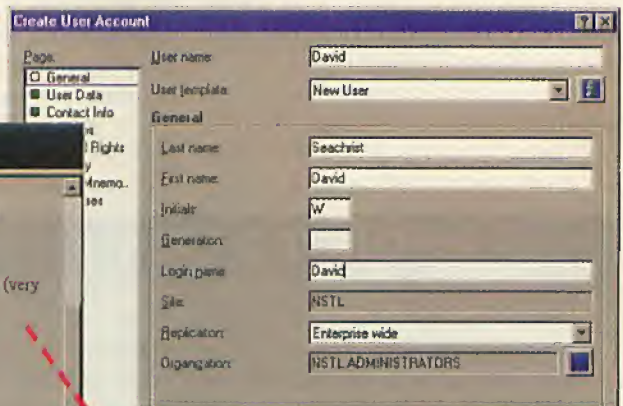 Create User Account
Page:
General
User Data
Contact Info
Rights
y
Mnemo..
(very
User name: David
User template: New User
General
Last name: Seachrist
First name: David
Initials: W
Generation:
Login name: David
Site: NSTL
Replication: Enterprise wide
Organization: NSTL ADMINISTRATORS